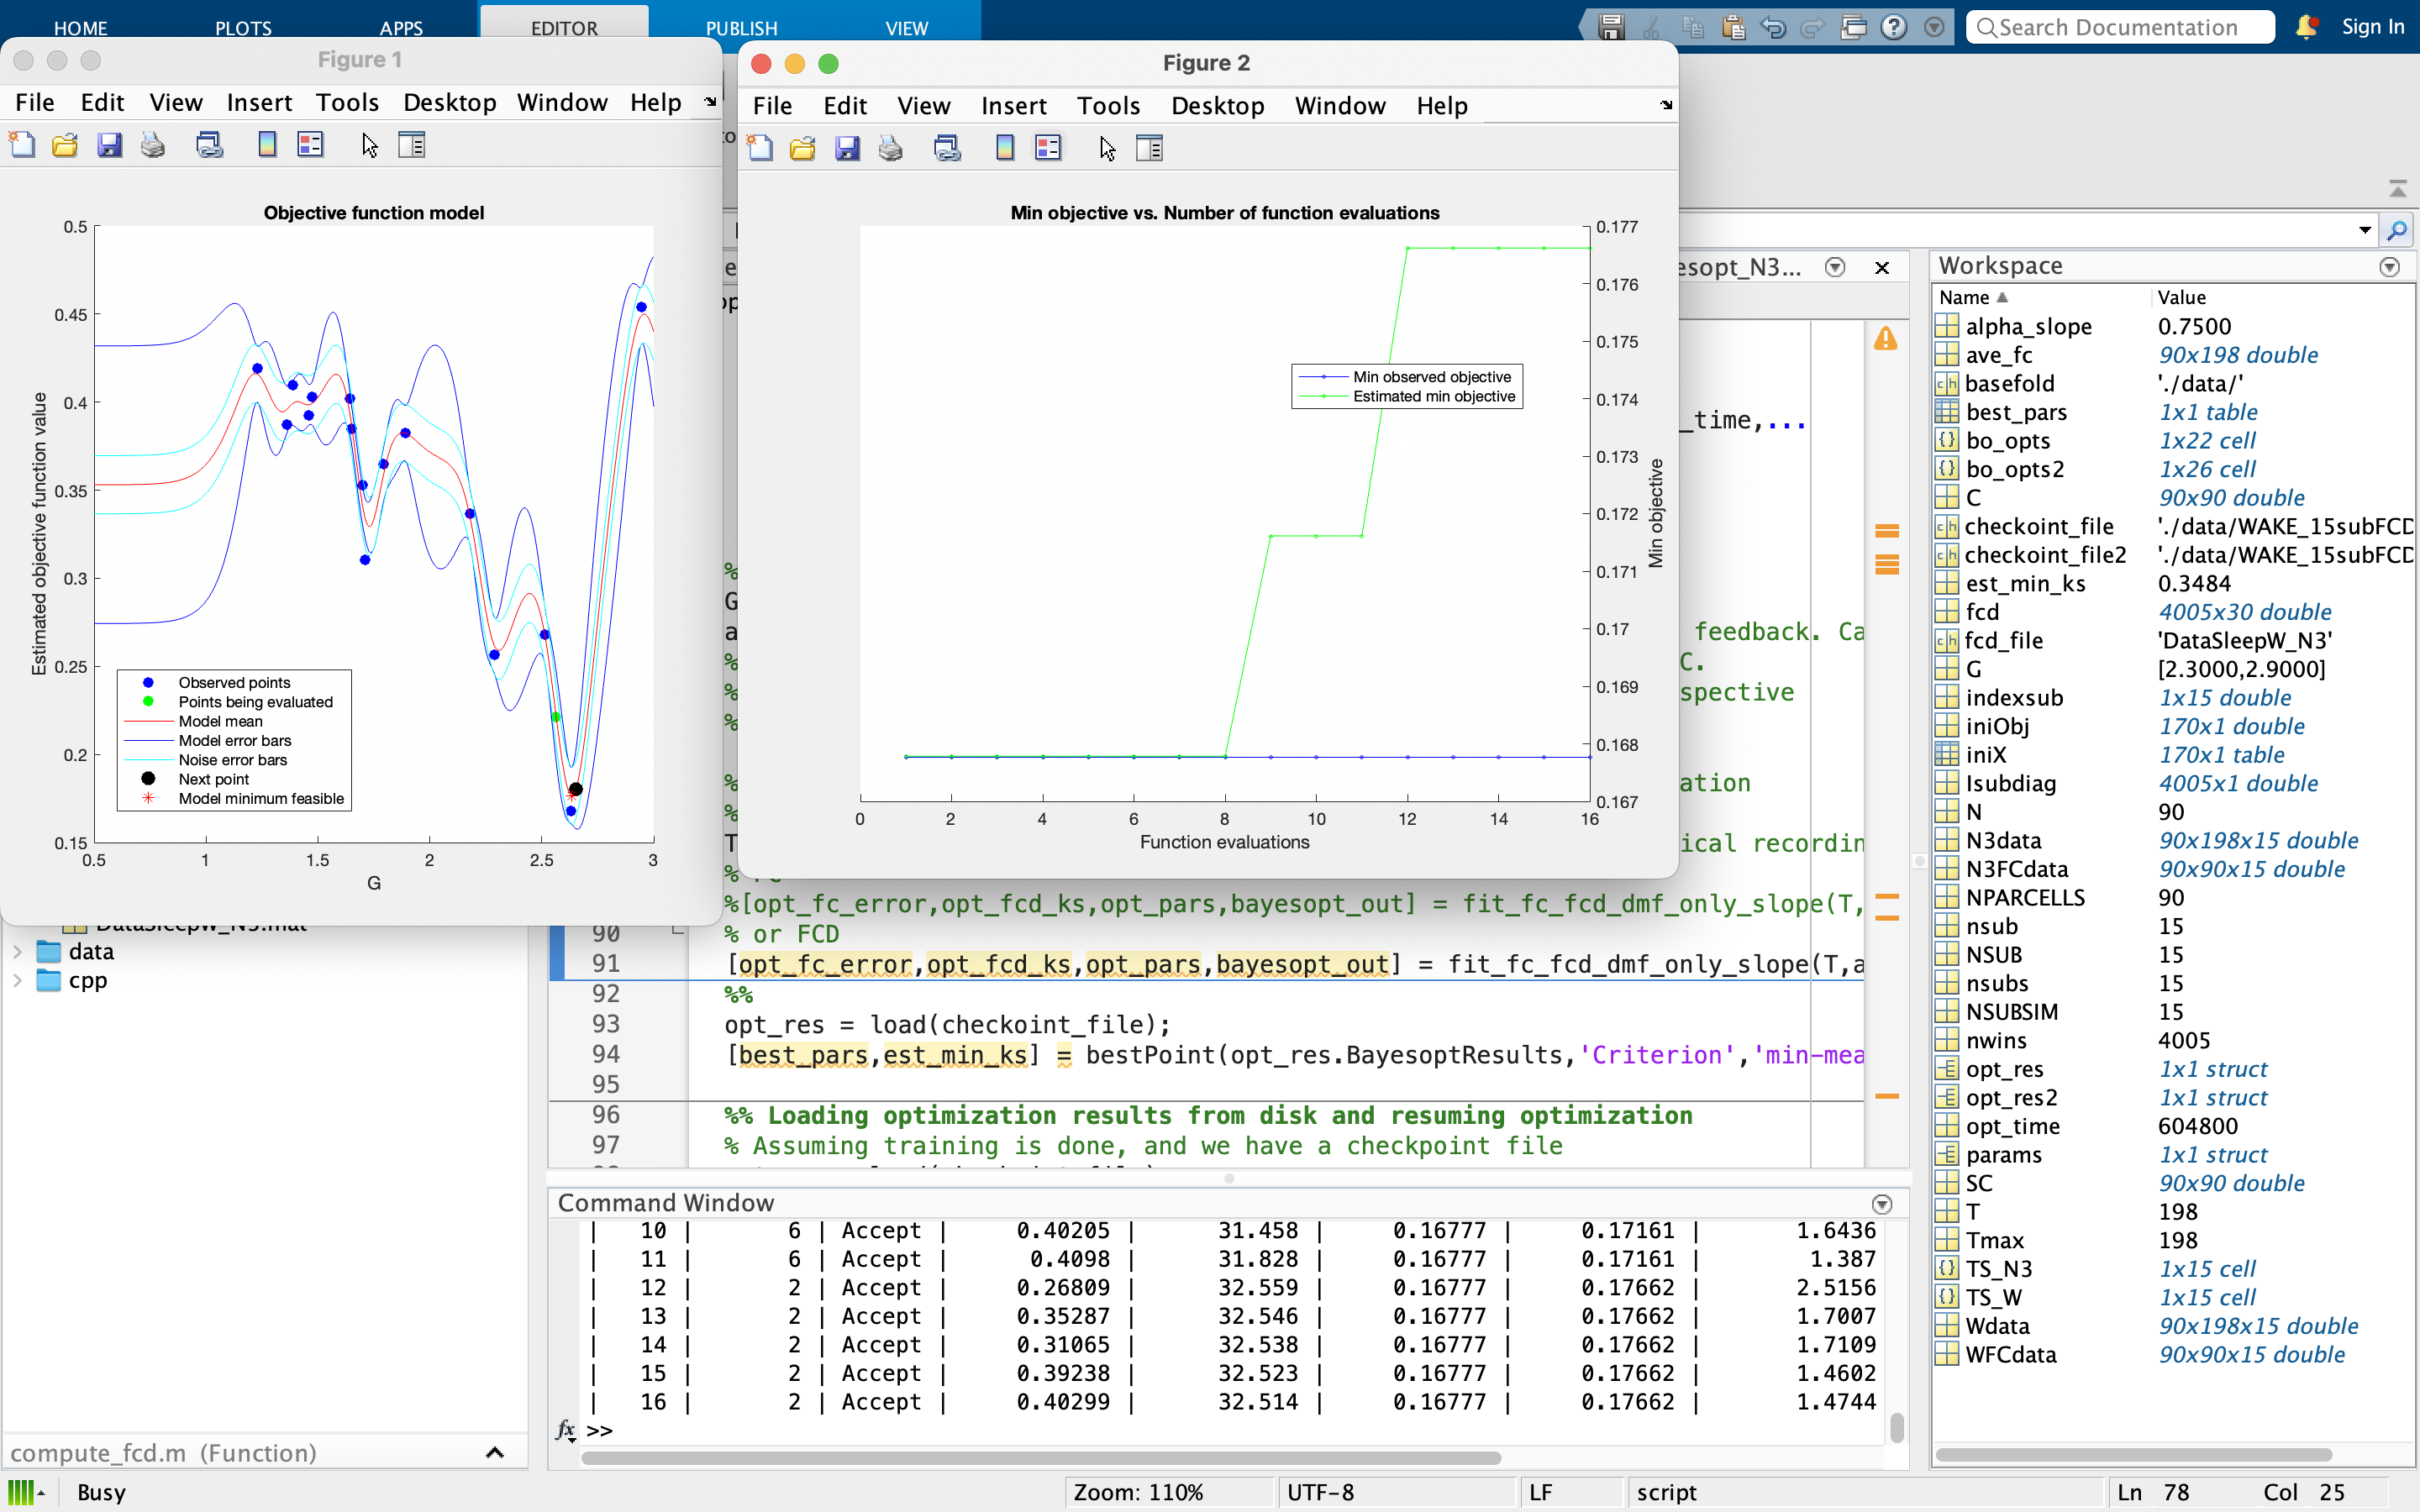 HOME PLOTS APPS EDITOR PUBLISH VIEW Search Documentation Sign In
Figure 1
File Edit View Insert Tools Desktop Window Help
Objective function model
0.5
0.45
0.4
0.35
0.3
0.25
0.2
0.15
Estimated objective function value
Observed points
Points being evaluated
Model mean
Model error bars
Noise error bars
Next point
Model minimum feasible
0.5 1 1.5 2 2.5 3
G
Figure 2
File Edit View Insert Tools Desktop Window Help
Min objective vs. Number of function evaluations
Min observed objective
Estimated min objective
0.177
0.176
0.175
0.174
0.173
0.172
0.171
0.17
0.169
0.168
0.167
Min objective
0 2 4 6 8 10 12 14 16
Function evaluations
esopt_N3...
_time,...
%
G
a feedback. Ca
% C.
% spective
%
% ation
%
T ical recordin
%[opt_fc_error,opt_fcd_ks,opt_pars,bayesopt_out] = fit_fc_fcd_dmf_only_slope(T,
90 % or FCD
91 [opt_fc_error,opt_fcd_ks,opt_pars,bayesopt_out] = fit_fc_fcd_dmf_only_slope(T,a
92 %%
93 opt_res = load(checkoint_file);
94 [best_pars,est_min_ks] = bestPoint(opt_res.BayesoptResults,'Criterion','min-mea
95
96 %% Loading optimization results from disk and resuming optimization
97 % Assuming training is done, and we have a checkpoint file
DataSleepW_N3.mat
data
cpp
compute_fcd.m (Function)
Command Window
| 10 | 6 | Accept | 0.40205 | 31.458 | 0.16777 | 0.17161 | 1.6436
| 11 | 6 | Accept | 0.4098 | 31.828 | 0.16777 | 0.17161 | 1.387
| 12 | 2 | Accept | 0.26809 | 32.559 | 0.16777 | 0.17662 | 2.5156
| 13 | 2 | Accept | 0.35287 | 32.546 | 0.16777 | 0.17662 | 1.7007
| 14 | 2 | Accept | 0.31065 | 32.538 | 0.16777 | 0.17662 | 1.7109
| 15 | 2 | Accept | 0.39238 | 32.523 | 0.16777 | 0.17662 | 1.4602
| 16 | 2 | Accept | 0.40299 | 32.514 | 0.16777 | 0.17662 | 1.4744
fx >>
Workspace
Name Value
alpha_slope 0.7500
ave_fc 90x198 double
basefold './data/'
best_pars 1x1 table
bo_opts 1x22 cell
bo_opts2 1x26 cell
C 90x90 double
checkoint_file './data/WAKE_15subFCD
checkoint_file2 './data/WAKE_15subFCD
est_min_ks 0.3484
fcd 4005x30 double
fcd_file 'DataSleepW_N3'
G [2.3000,2.9000]
indexsub 1x15 double
iniObj 170x1 double
iniX 170x1 table
Isubdiag 4005x1 double
N 90
N3data 90x198x15 double
N3FCdata 90x90x15 double
NPARCELLS 90
nsub 15
NSUB 15
nsubs 15
NSUBSIM 15
nwins 4005
opt_res 1x1 struct
opt_res2 1x1 struct
opt_time 604800
params 1x1 struct
SC 90x90 double
T 198
Tmax 198
TS_N3 1x15 cell
TS_W 1x15 cell
Wdata 90x198x15 double
WFCdata 90x90x15 double
Busy Zoom: 110% UTF-8 LF script Ln 78 Col 25